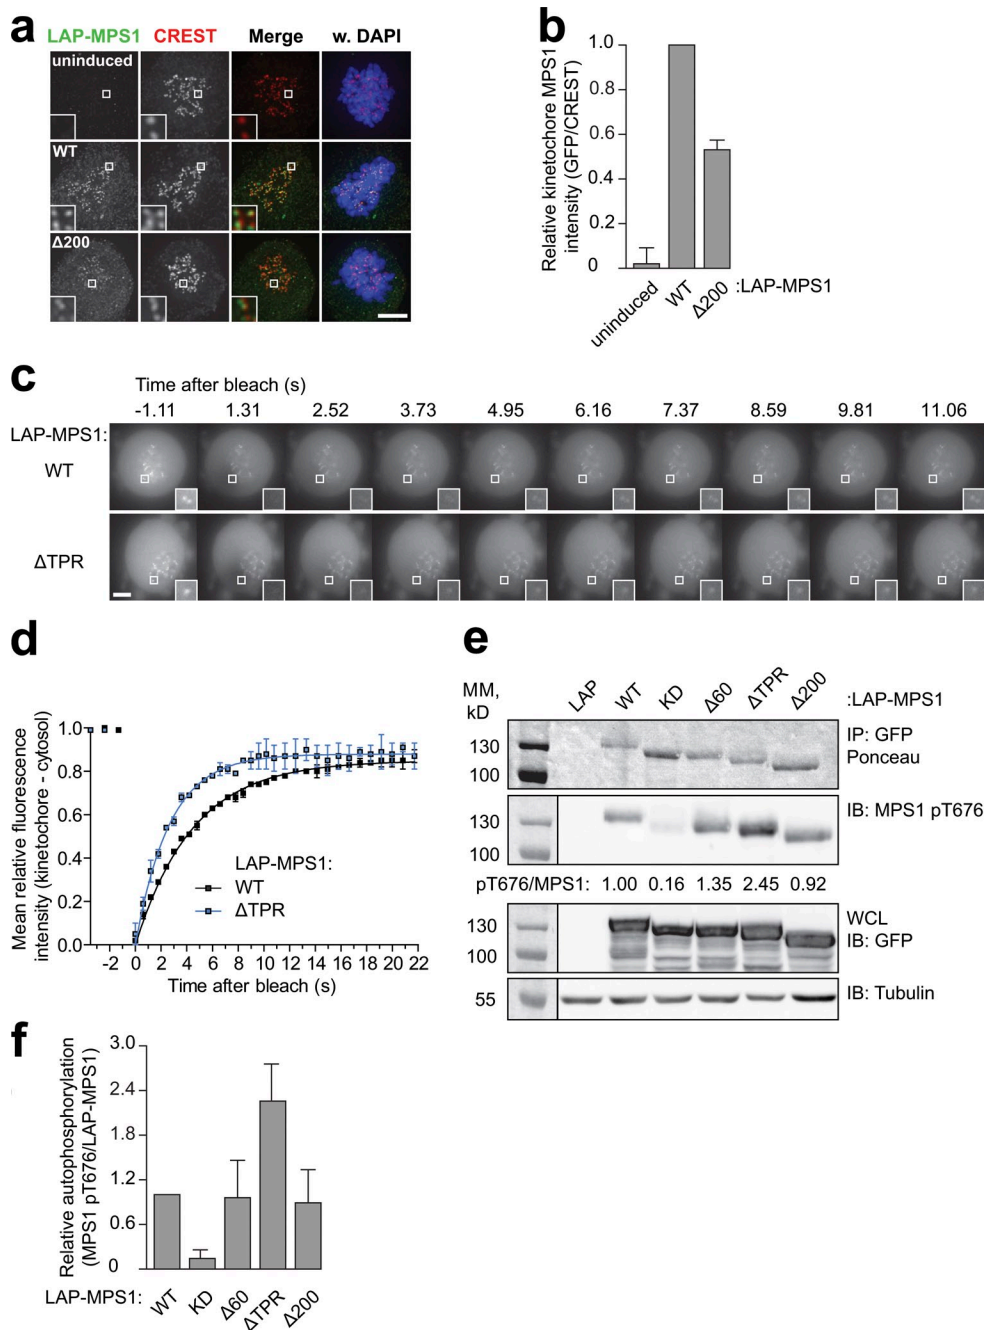 a
LAP-MPS1 CREST Merge w. DAPI
uninduced
WT
Δ200
b
Relative kinetochore MPS1
intensity (GFP/CREST)
1.0
0.8
0.6
0.4
0.2
0
uninduced WT Δ200 :LAP-MPS1
c
Time after bleach (s)
-1.11 1.31 2.52 3.73 4.95 6.16 7.37 8.59 9.81 11.06
LAP-MPS1:
WT
ΔTPR
d
Mean relative fluorescence
intensity (kinetochore - cytosol)
1.0
0.8
0.6
0.4
0.2
0.0
LAP-MPS1:
WT
ΔTPR
-2 0 2 4 6 8 10 12 14 16 18 20 22
Time after bleach (s)
e
MM,
kD
LAP WT KD Δ60 ΔTPR Δ200 :LAP-MPS1
130
100
IP: GFP
Ponceau
130
100
IB: MPS1 pT676
pT676/MPS1: 1.00 0.16 1.35 2.45 0.92
130
100
WCL
IB: GFP
55
IB: Tubulin
f
Relative autophosphorylation
(MPS1 pT676/LAP-MPS1)
3.0
2.4
1.8
1.2
0.6
0
LAP-MPS1: WT KD Δ60 ΔTPR Δ200